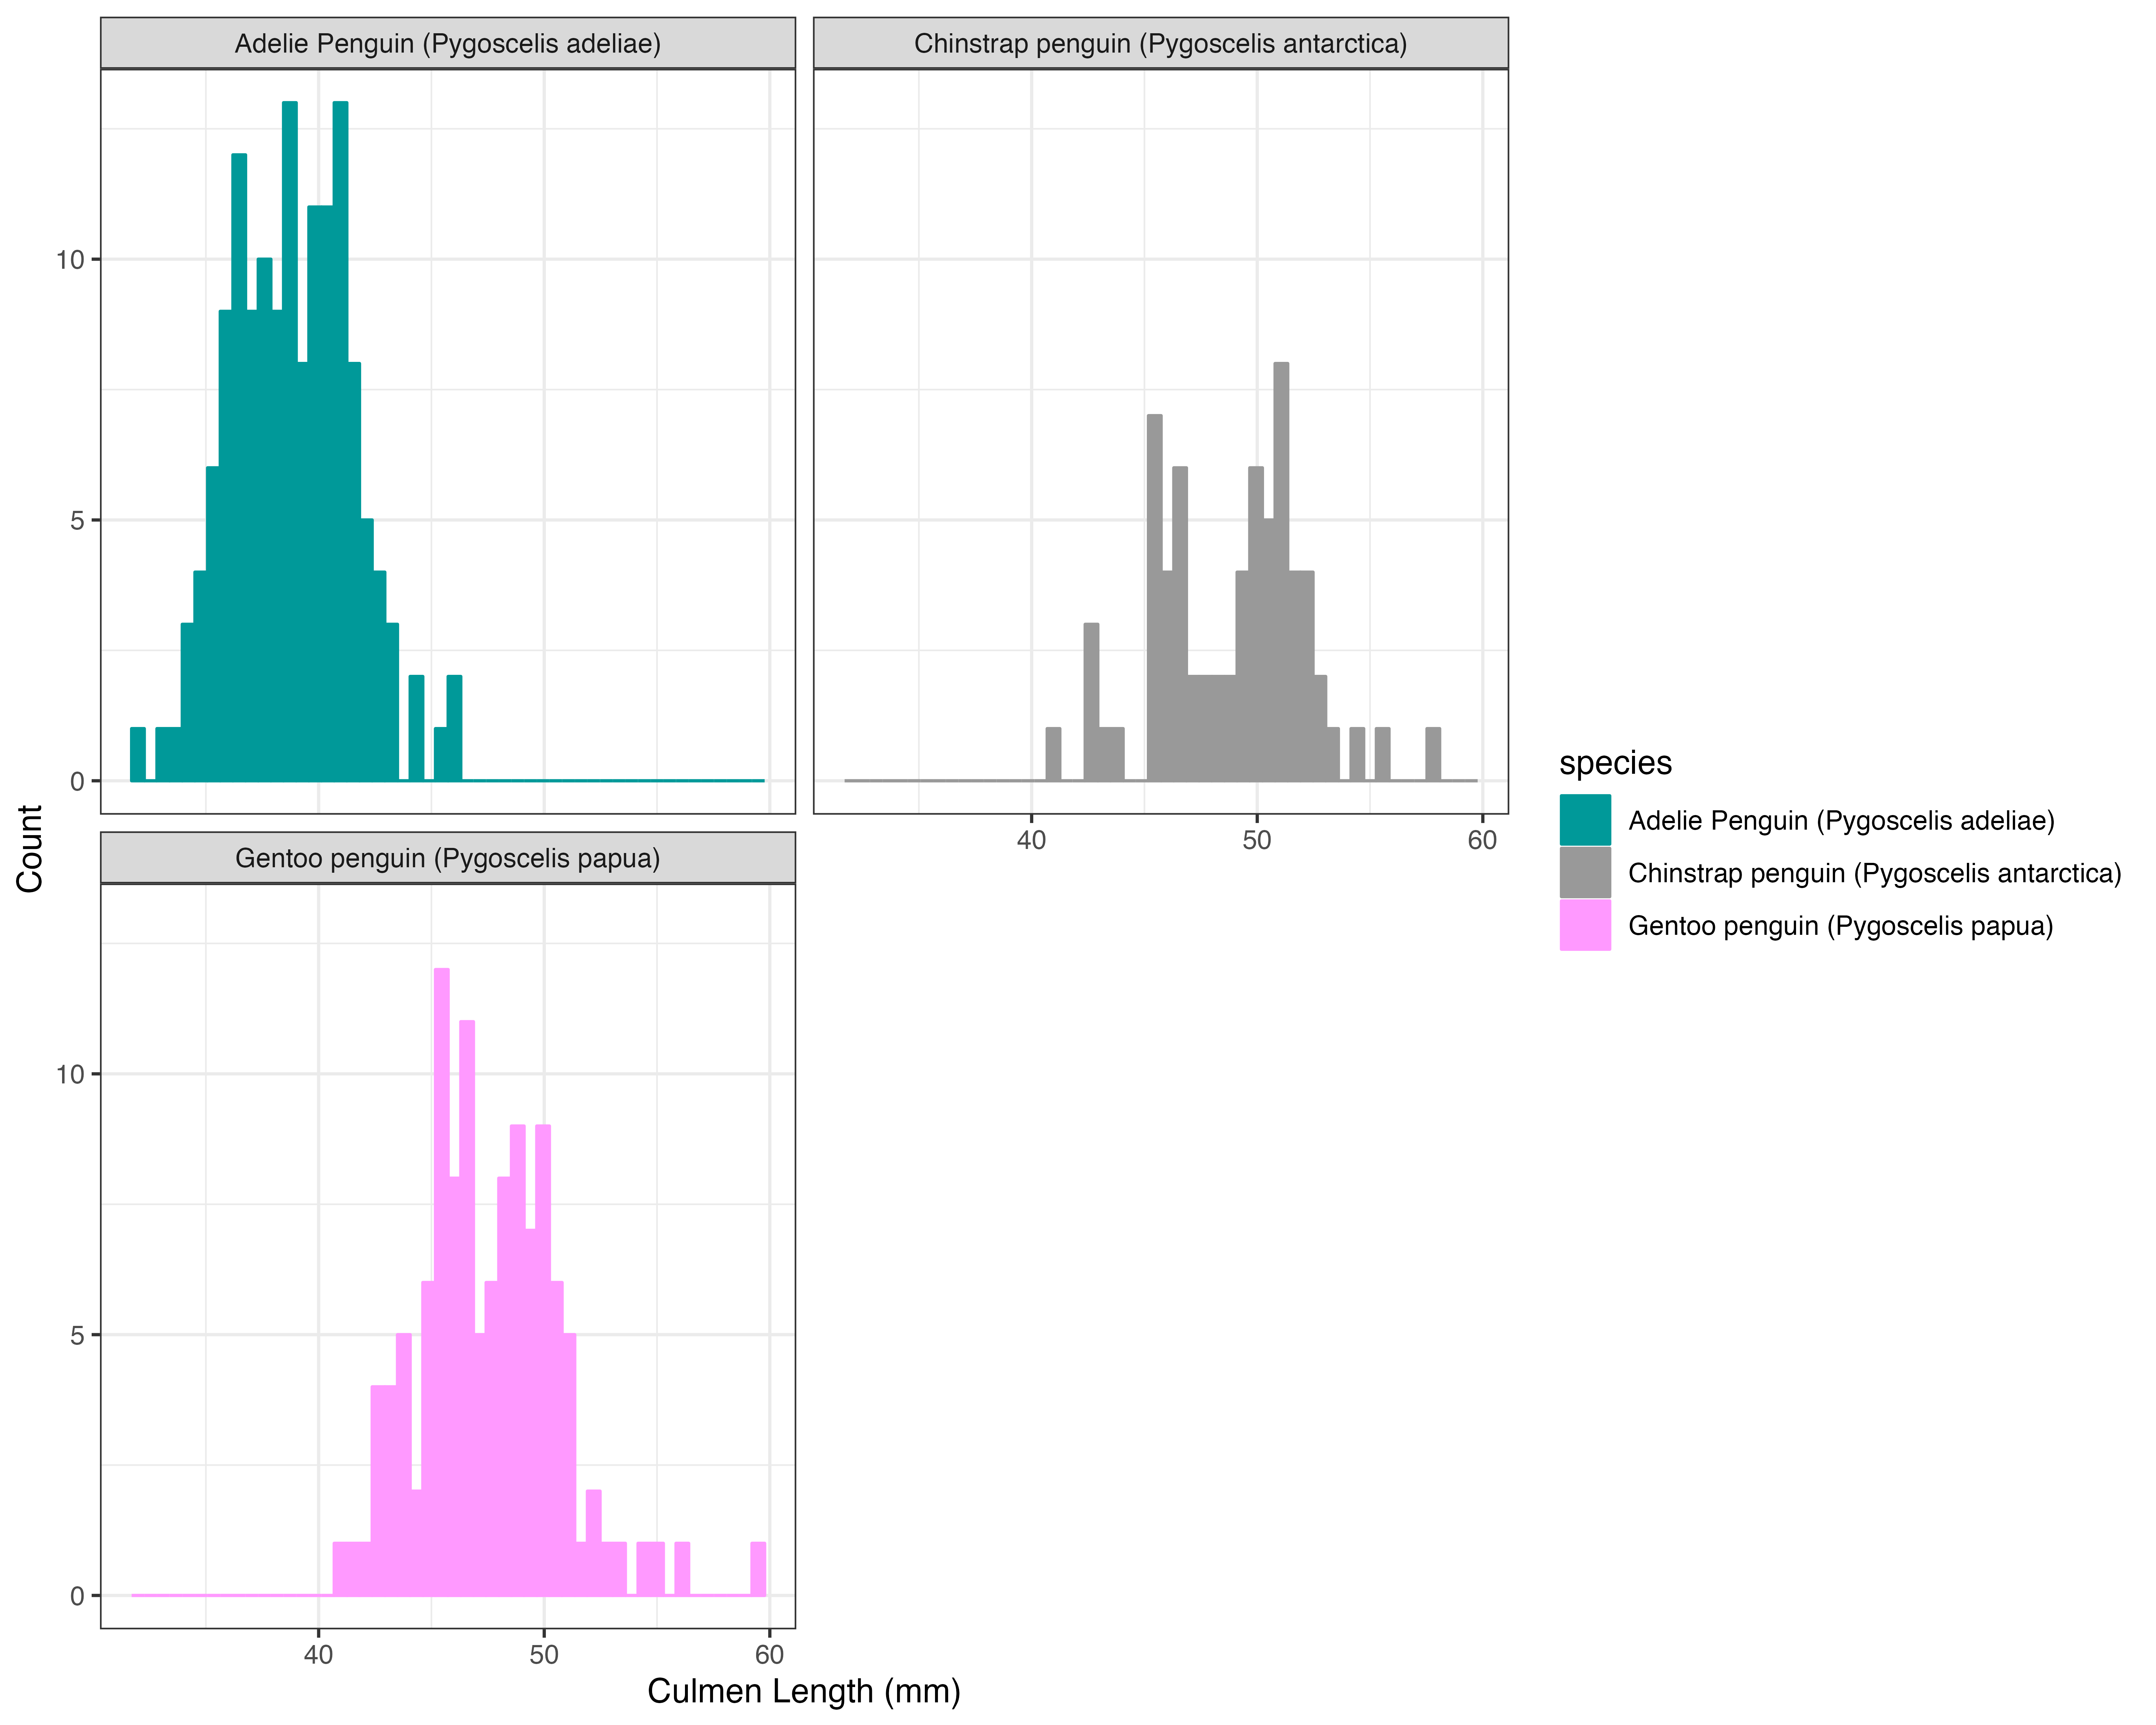 Adelie Penguin (Pygoscelis adeliae)
Chinstrap penguin (Pygoscelis antarctica)
10
5
0
40 50 60
Gentoo penguin (Pygoscelis papua)
10
5
0
40 50 60
Culmen Length (mm)
Count
species
Adelie Penguin (Pygoscelis adeliae)
Chinstrap penguin (Pygoscelis antarctica)
Gentoo penguin (Pygoscelis papua)